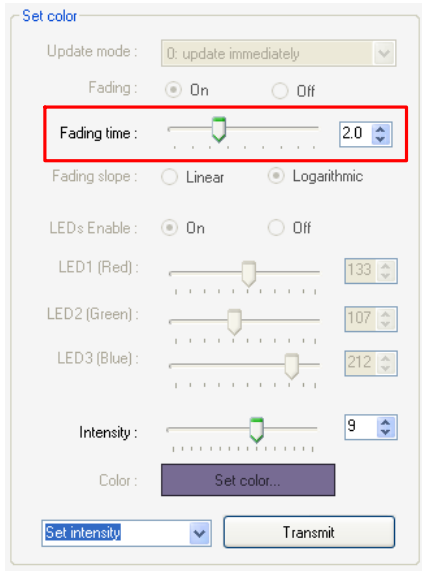 Set color
Update mode : 0: update immediately
Fading : On Off
Fading time : 2.0
Fading slope : Linear Logarithmic
LEDs Enable : On Off
LED1 (Red) : 133
LED2 (Green) : 107
LED3 (Blue) : 212
Intensity : 9
Color : Set color...
Set intensity Transmit